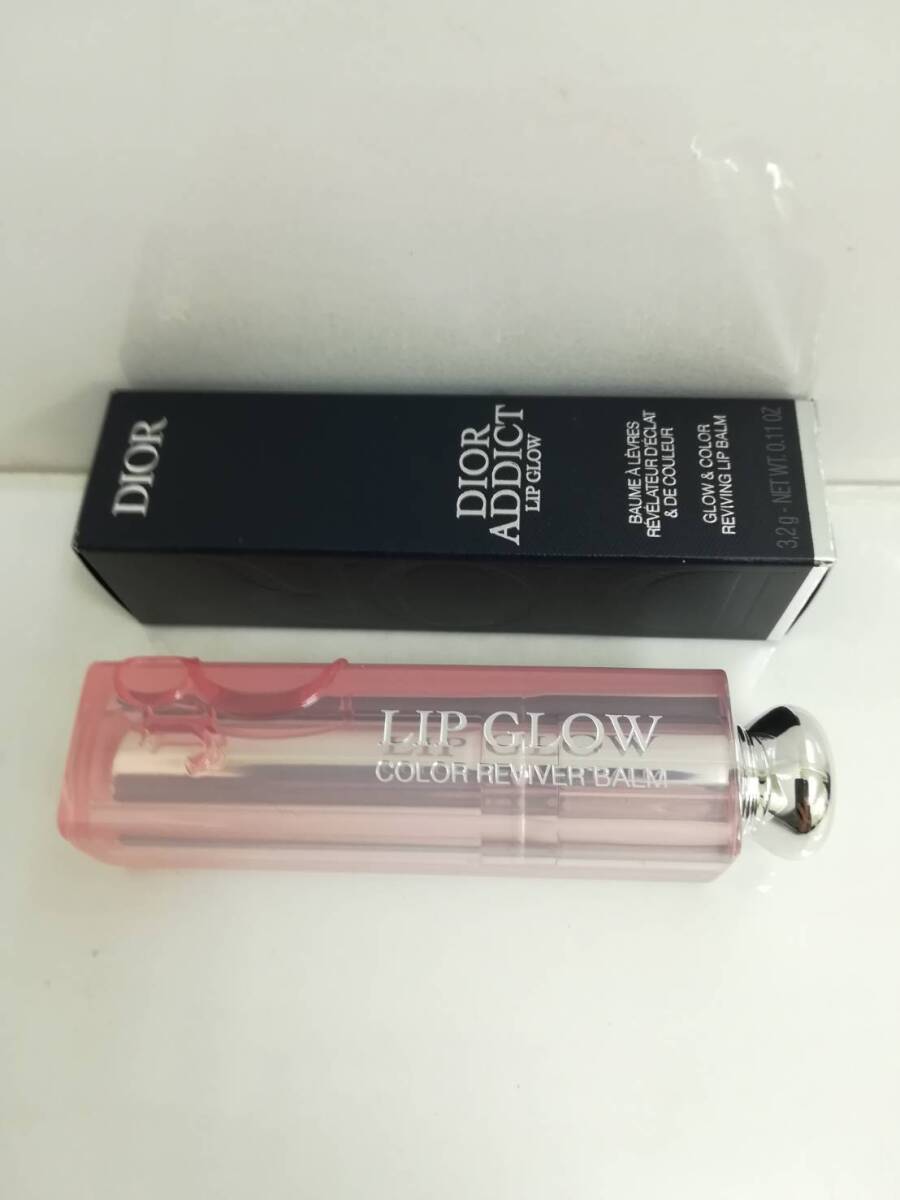 DIOR
DIOR
ADDICT
LIP GLOW
BAUME À LÈVRES
RÉVÉLATEUR D'ÉCLAT
& DE COULEUR
GLOW & COLOR
REVIVING LIP BALM
3,2 g - NET WT. 0.11 OZ
LIP GLOW
COLOR REVIVER BALM